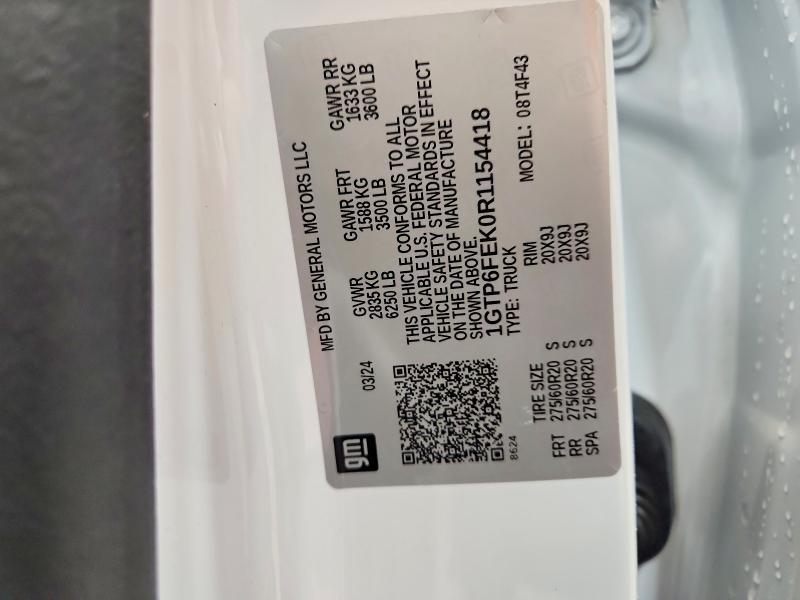 gm
MFD BY GENERAL MOTORS LLC
03/24
GVWR GAWR FRT GAWR RR
2835 KG 1588 KG 1633 KG
6250 LB 3500 LB 3600 LB
THIS VEHICLE CONFORMS TO ALL
APPLICABLE U.S. FEDERAL MOTOR
VEHICLE SAFETY STANDARDS IN EFFECT
ON THE DATE OF MANUFACTURE
SHOWN ABOVE.
1GTP6FEK0R1154418
TYPE: TRUCK MODEL: 08T4F43
8624
TIRE SIZE RIM
FRT 275/60R20 S 20X9J
RR 275/60R20 S 20X9J
SPA 275/60R20 S 20X9J